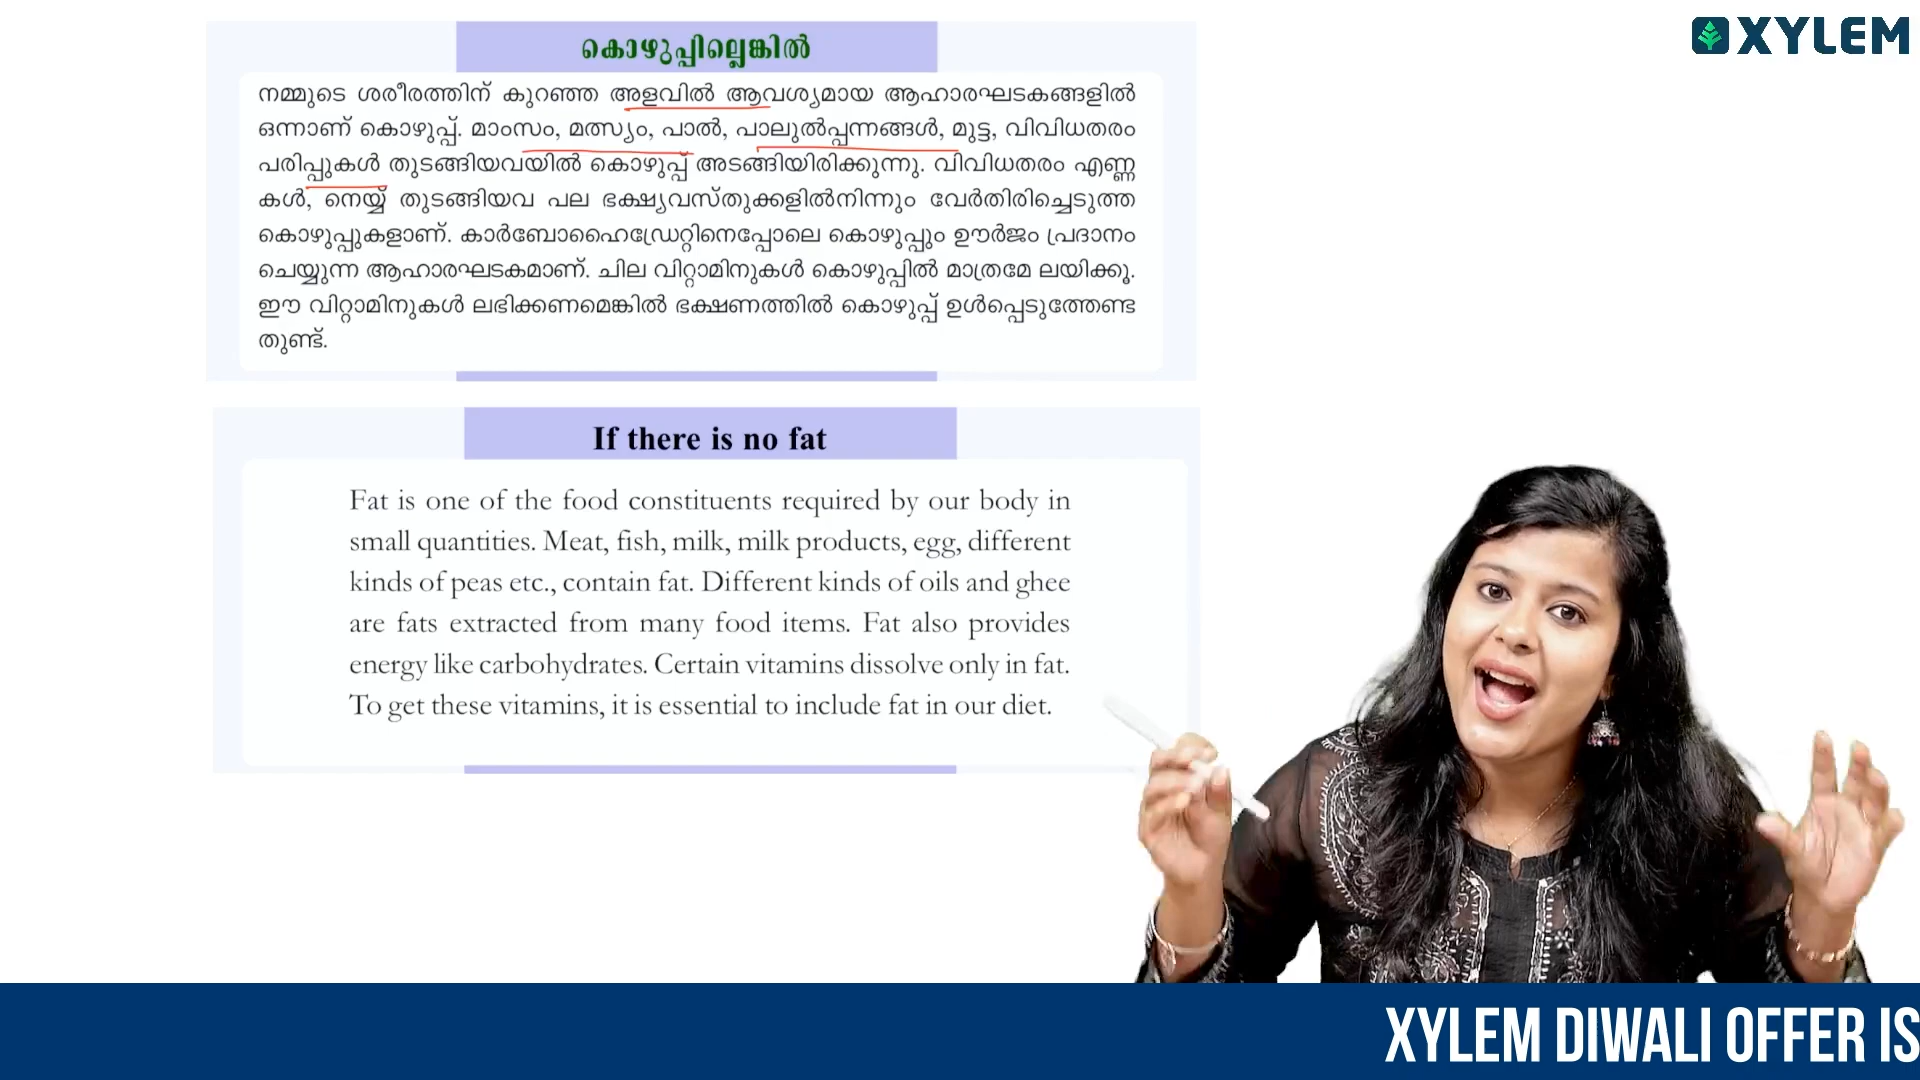 കൊഴുപ്പില്ലെങ്കിൽ
XYLEM
നമ്മുടെ ശരീരത്തിന് കുറഞ്ഞ അളവിൽ ആവശ്യമായ ആഹാരഘടകങ്ങളിൽ
ഒന്നാണ് കൊഴുപ്പ്. മാംസം, മത്സ്യം, പാൽ, പാലുൽപ്പന്നങ്ങൾ, മുട്ട, വിവിധതരം
പരിപ്പുകൾ തുടങ്ങിയവയിൽ കൊഴുപ്പ് അടങ്ങിയിരിക്കുന്നു. വിവിധതരം എണ്ണ
കൾ, നെയ്യ് തുടങ്ങിയവ പല ഭക്ഷ്യവസ്തുക്കളിൽനിന്നും വേർതിരിച്ചെടുത്ത
കൊഴുപ്പുകളാണ്. കാർബോഹൈഡ്രേറ്റിനെപ്പോലെ കൊഴുപ്പും ഊർജം പ്രദാനം
ചെയ്യുന്ന ആഹാരഘടകമാണ്. ചില വിറ്റാമിനുകൾ കൊഴുപ്പിൽ മാത്രമേ ലയിക്കൂ.
ഈ വിറ്റാമിനുകൾ ലഭിക്കണമെങ്കിൽ ഭക്ഷണത്തിൽ കൊഴുപ്പ് ഉൾപ്പെടുത്തേണ്ട
തുണ്ട്.
If there is no fat
Fat is one of the food constituents required by our body in
small quantities. Meat, fish, milk, milk products, egg, different
kinds of peas etc., contain fat. Different kinds of oils and ghee
are fats extracted from many food items. Fat also provides
energy like carbohydrates. Certain vitamins dissolve only in fat.
To get these vitamins, it is essential to include fat in our diet.
XYLEM DIWALI OFFER IS